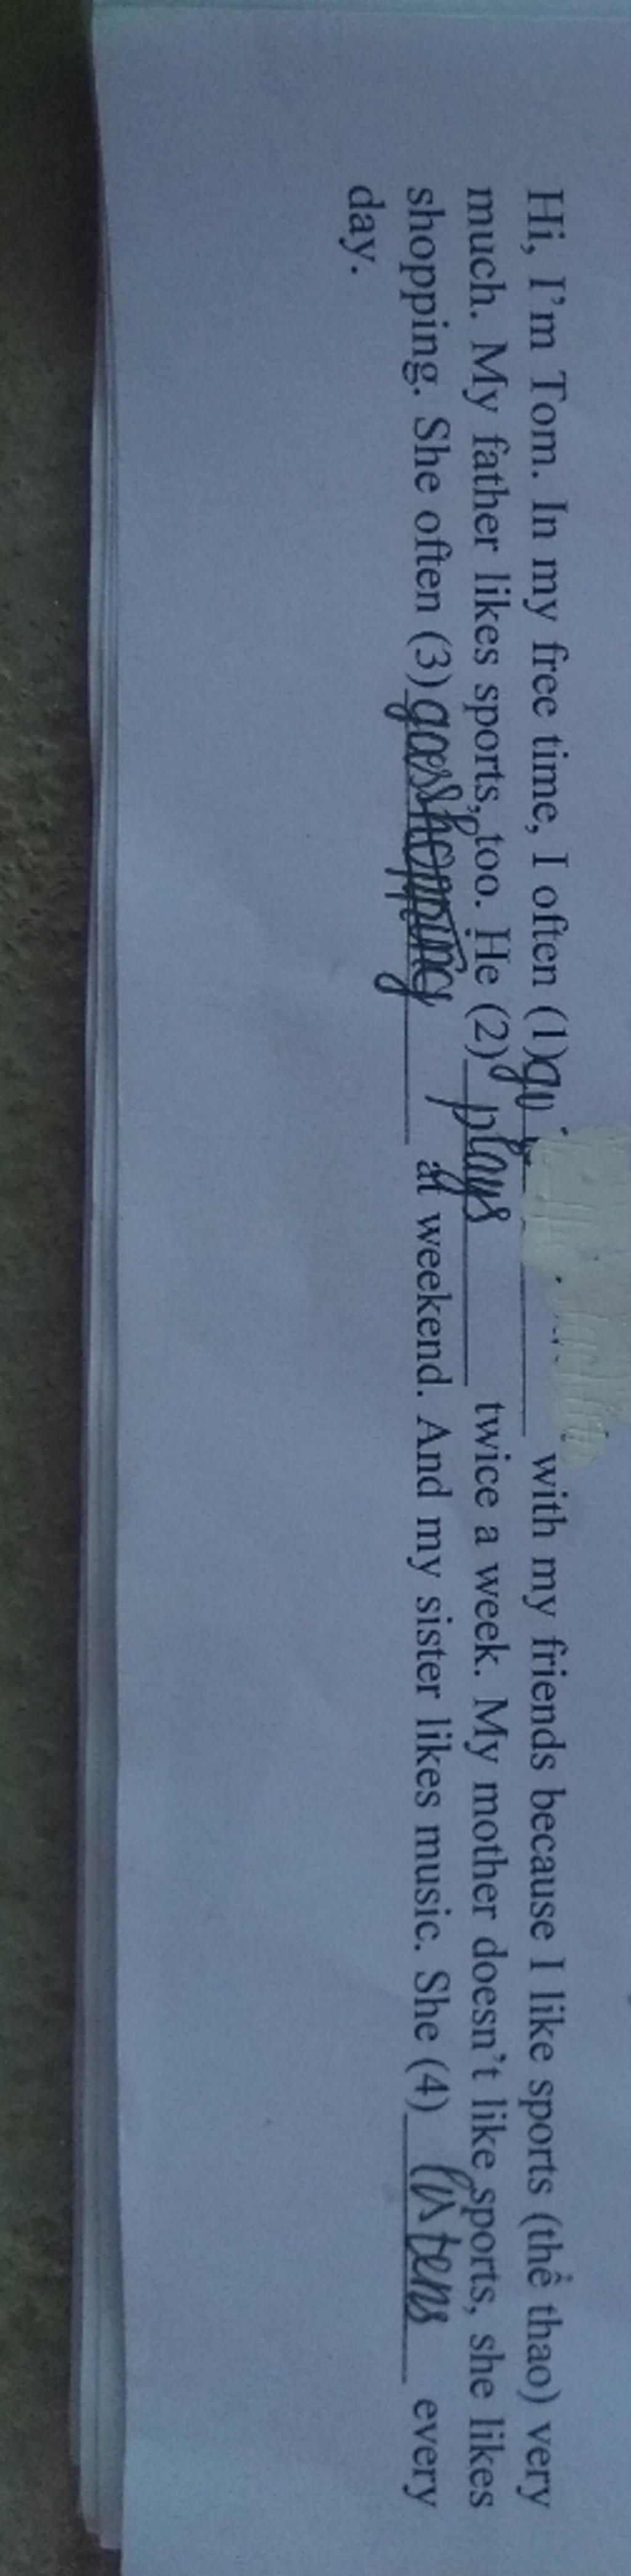 Hi, I'm Tom. In my free time, I often (1) go with my friends because I like sports (thể thao) very
much. My father likes sports, too. He (2) plays twice a week. My mother doesn't like sports, she likes
shopping. She often (3) goes shopping at weekend. And my sister likes music. She (4) listens every
day.